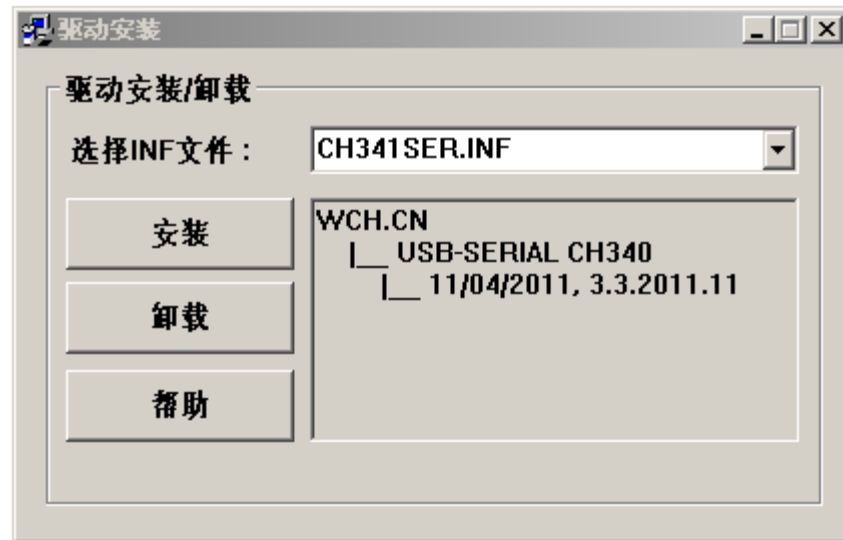 驱动安装
驱动安装/卸载
选择INF文件：
CH341SER.INF
安装
卸载
帮助
WCH.CN
|__ USB-SERIAL CH340
|__ 11/04/2011, 3.3.2011.11